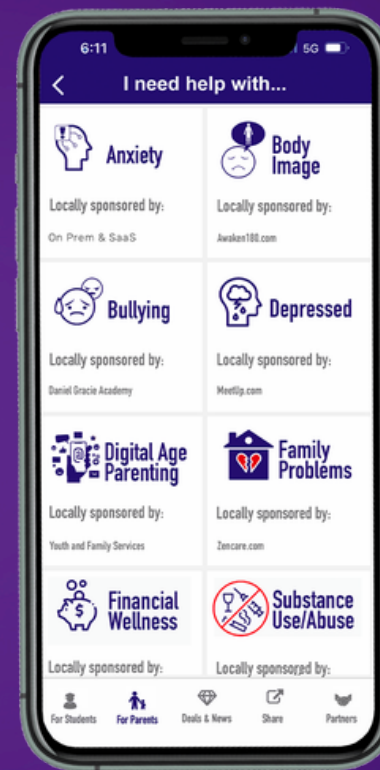 6:11
5G
I need help with...
Anxiety
Locally sponsored by:
On Prem & SaaS
Body
Image
Locally sponsored by:
Awaken180.com
Bullying
Locally sponsored by:
Daniel Gracie Academy
Depressed
Locally sponsored by:
MeetUp.com
Digital Age
Parenting
Locally sponsored by:
Youth and Family Services
Family
Problems
Locally sponsored by:
Zencare.com
Financial
Wellness
Locally sponsored by:
Substance
Use/Abuse
Locally sponsored by:
For Students
For Parents
Deals & News
Share
Partners